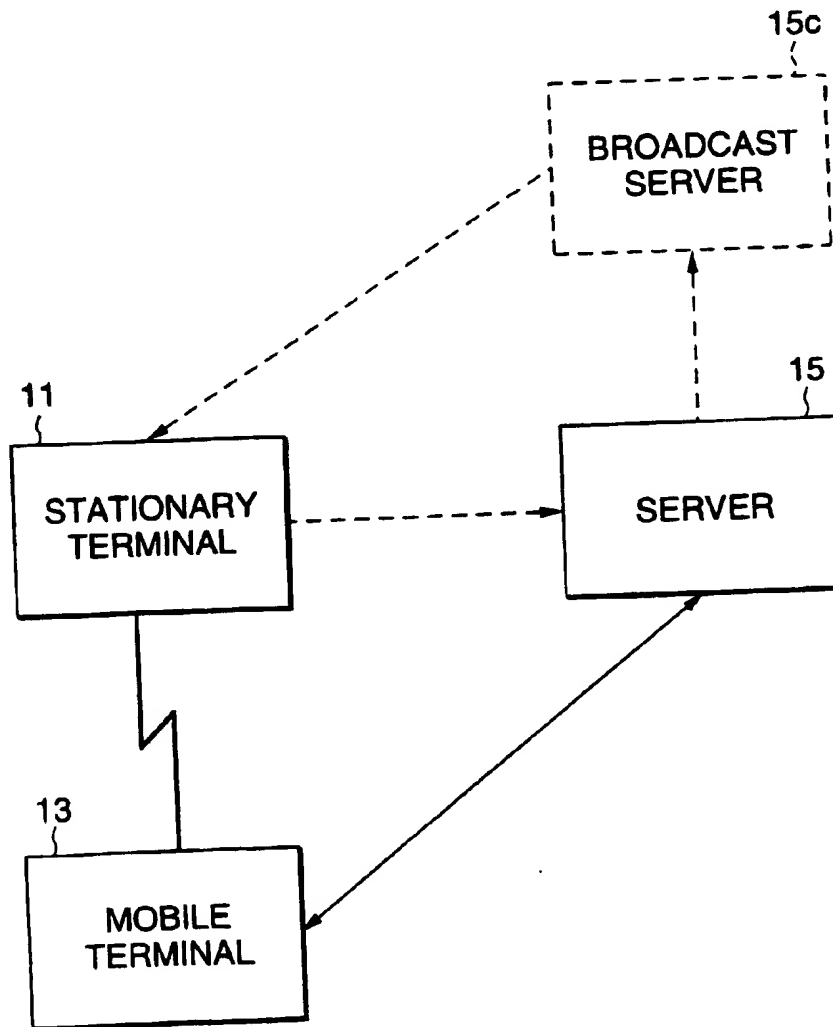 15c
BROADCAST
SERVER
11
15
STATIONARY
TERMINAL
SERVER
13
MOBILE
TERMINAL